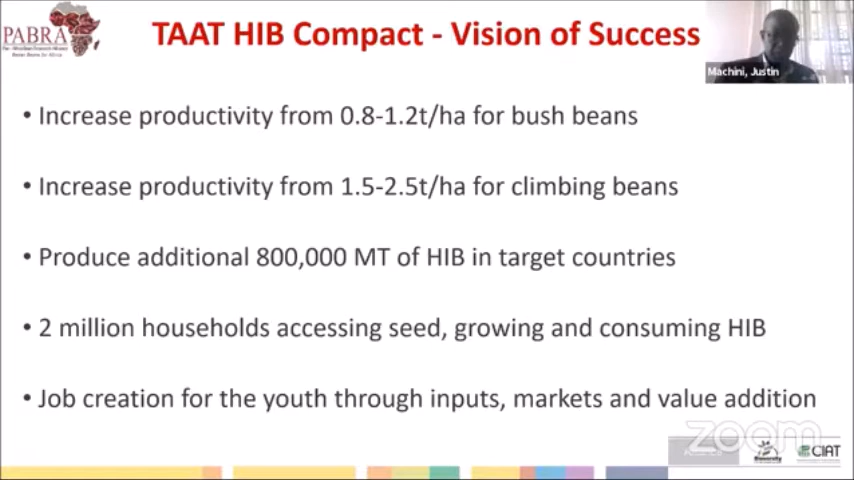 PABRA
TAAT HIB Compact - Vision of Success
Machini, Justin
• Increase productivity from 0.8-1.2t/ha for bush beans
• Increase productivity from 1.5-2.5t/ha for climbing beans
• Produce additional 800,000 MT of HIB in target countries
• 2 million households accessing seed, growing and consuming HIB
• Job creation for the youth through inputs, markets and value addition
zoom
CIAT